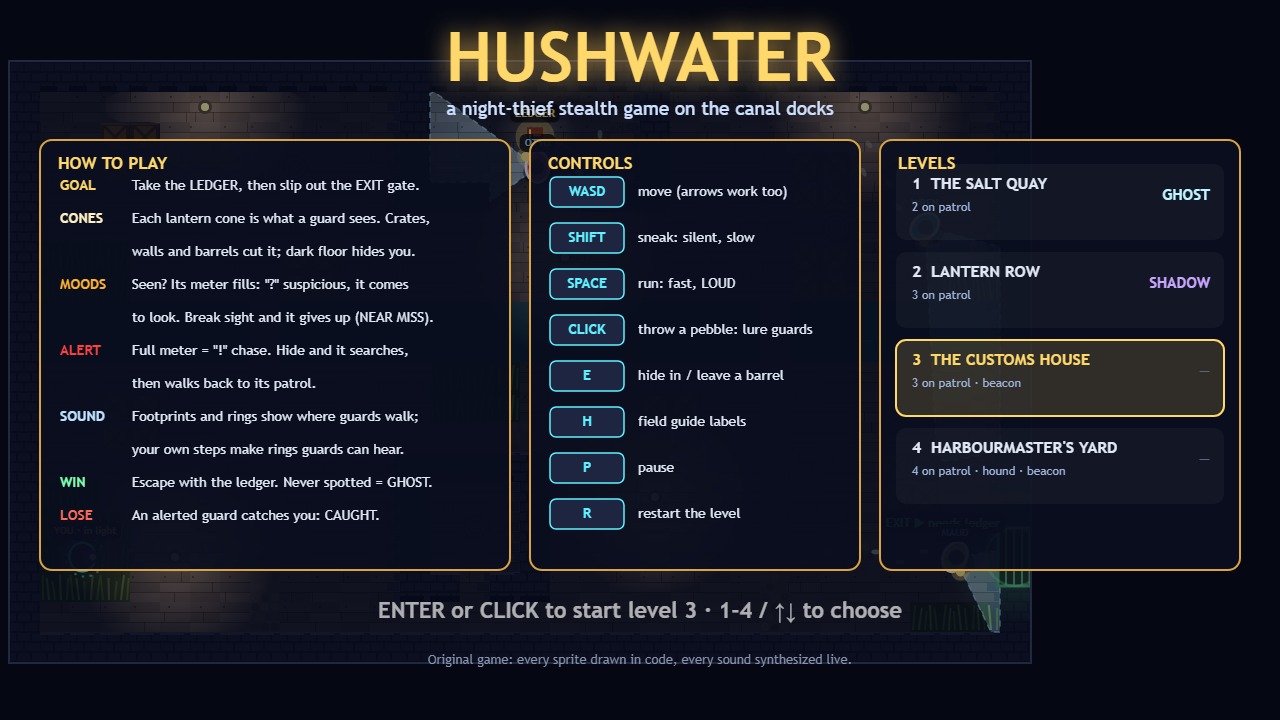 HUSHWATER
a night-thief stealth game on the canal docks
LEDGER
HOW TO PLAY
GOAL Take the LEDGER, then slip out the EXIT gate.
CONES Each lantern cone is what a guard sees. Crates,
walls and barrels cut it; dark floor hides you.
MOODS Seen? Its meter fills: "?" suspicious, it comes
to look. Break sight and it gives up (NEAR MISS).
ALERT Full meter = "!" chase. Hide and it searches,
then walks back to its patrol.
SOUND Footprints and rings show where guards walk;
your own steps make rings guards can hear.
WIN Escape with the ledger. Never spotted = GHOST.
LOSE An alerted guard catches you: CAUGHT.
CONTROLS
WASD move (arrows work too)
SHIFT sneak: silent, slow
SPACE run: fast, LOUD
CLICK throw a pebble: lure guards
E hide in / leave a barrel
H field guide labels
P pause
R restart the level
LEVELS
1 THE SALT QUAY
2 on patrol
GHOST
2 LANTERN ROW
3 on patrol
SHADOW
3 THE CUSTOMS HOUSE
3 on patrol · beacon
—
4 HARBOURMASTER'S YARD
4 on patrol · hound · beacon
—
ENTER or CLICK to start level 3 · 1–4 / ↑↓ to choose
Original game: every sprite drawn in code, every sound synthesized live.